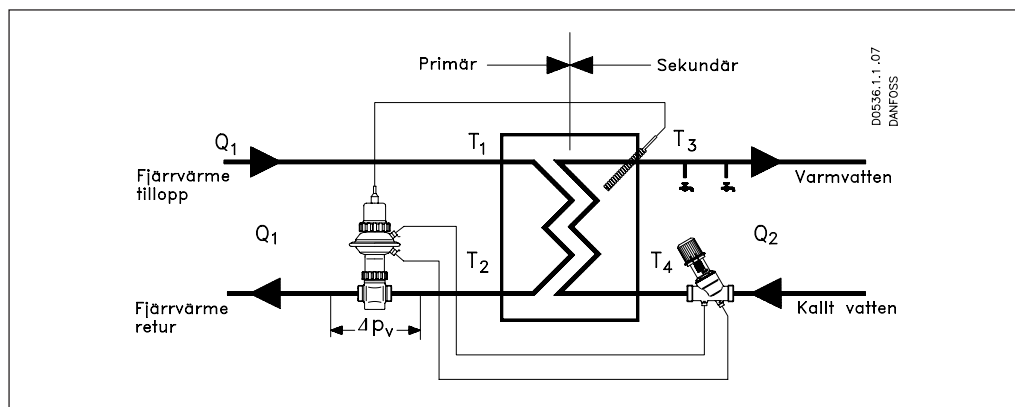 Primär
Sekundär
D0536.1.1.07
DANFOSS
Q1
T1
T3
Fjärrvärme
tillopp
Varmvatten
Q1
T2
T4
Q2
Fjärrvärme
retur
Δpv
Kallt vatten